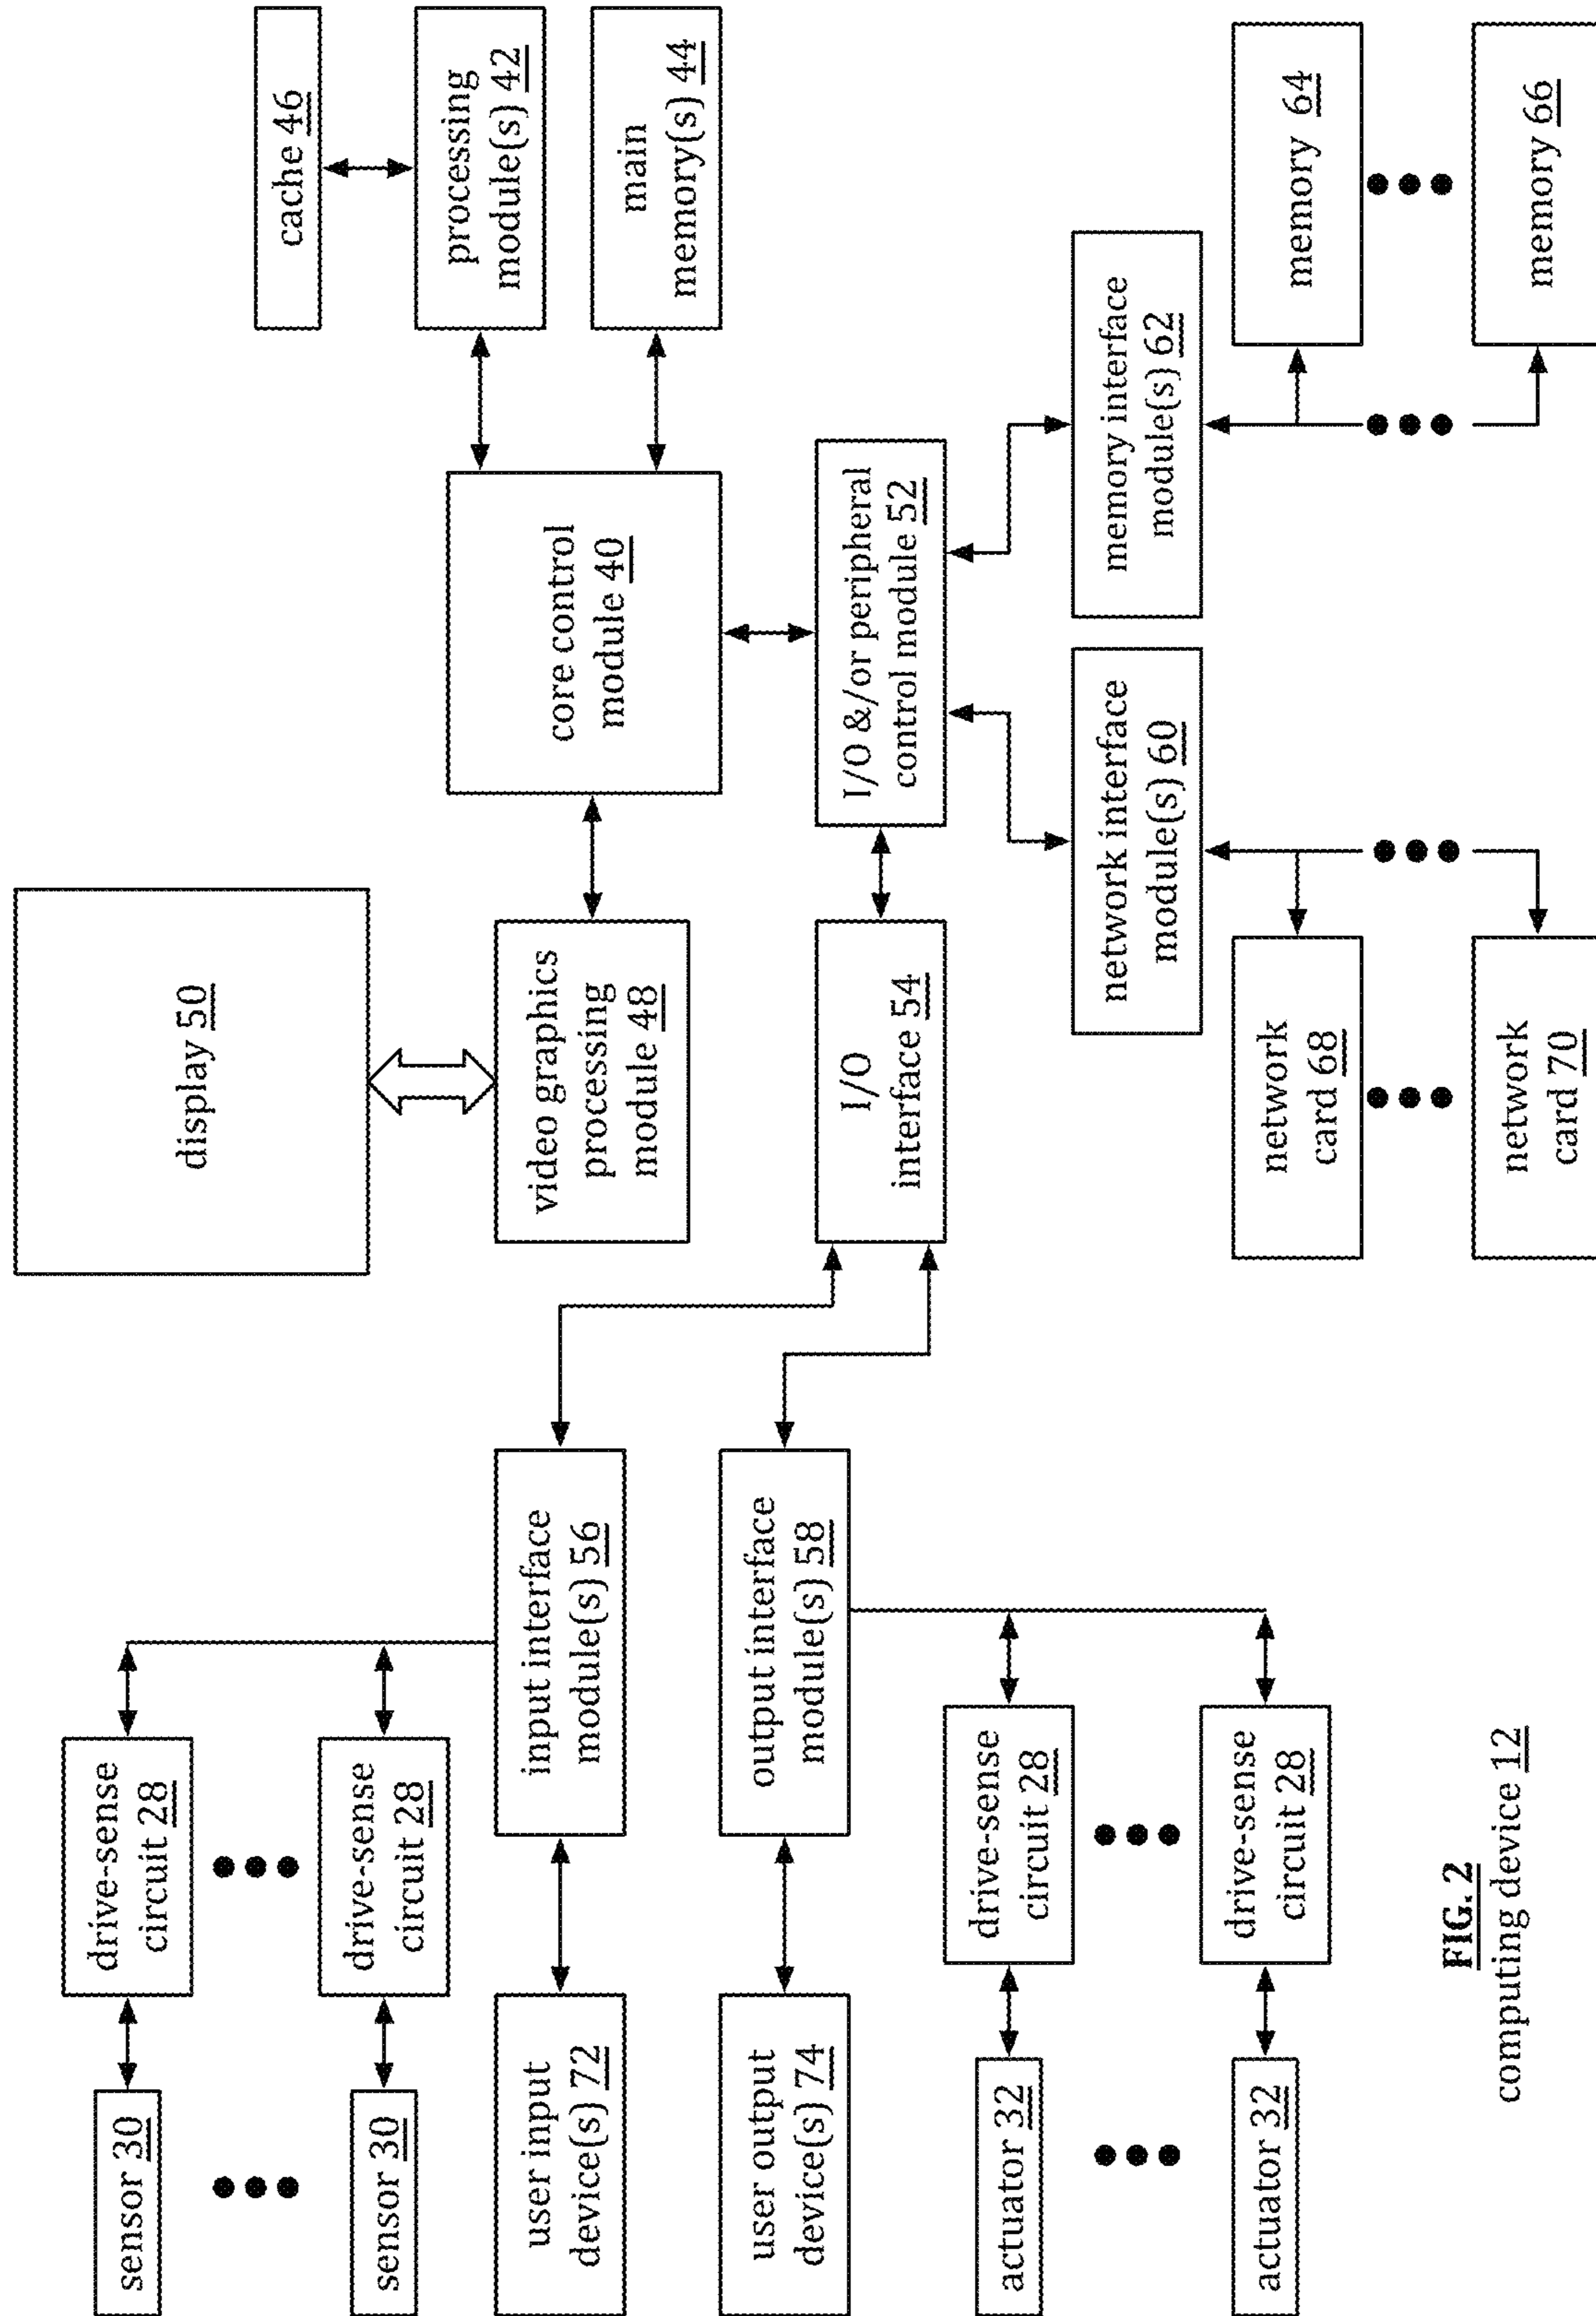 display 50
cache 46
processing
module(s) 42
main
memory(s) 44
core control
module 40
video graphics
processing
module 48
I/O &/or peripheral
control module 52
I/O
interface 54
sensor 30
drive-sense
circuit 28
sensor 30
drive-sense
circuit 28
user input
device(s) 72
input interface
module(s) 56
user output
device(s) 74
output interface
module(s) 58
actuator 32
drive-sense
circuit 28
actuator 32
drive-sense
circuit 28
network interface
module(s) 60
memory interface
module(s) 62
network
card 68
memory 64
network
card 70
memory 66
FIG. 2
computing device 12